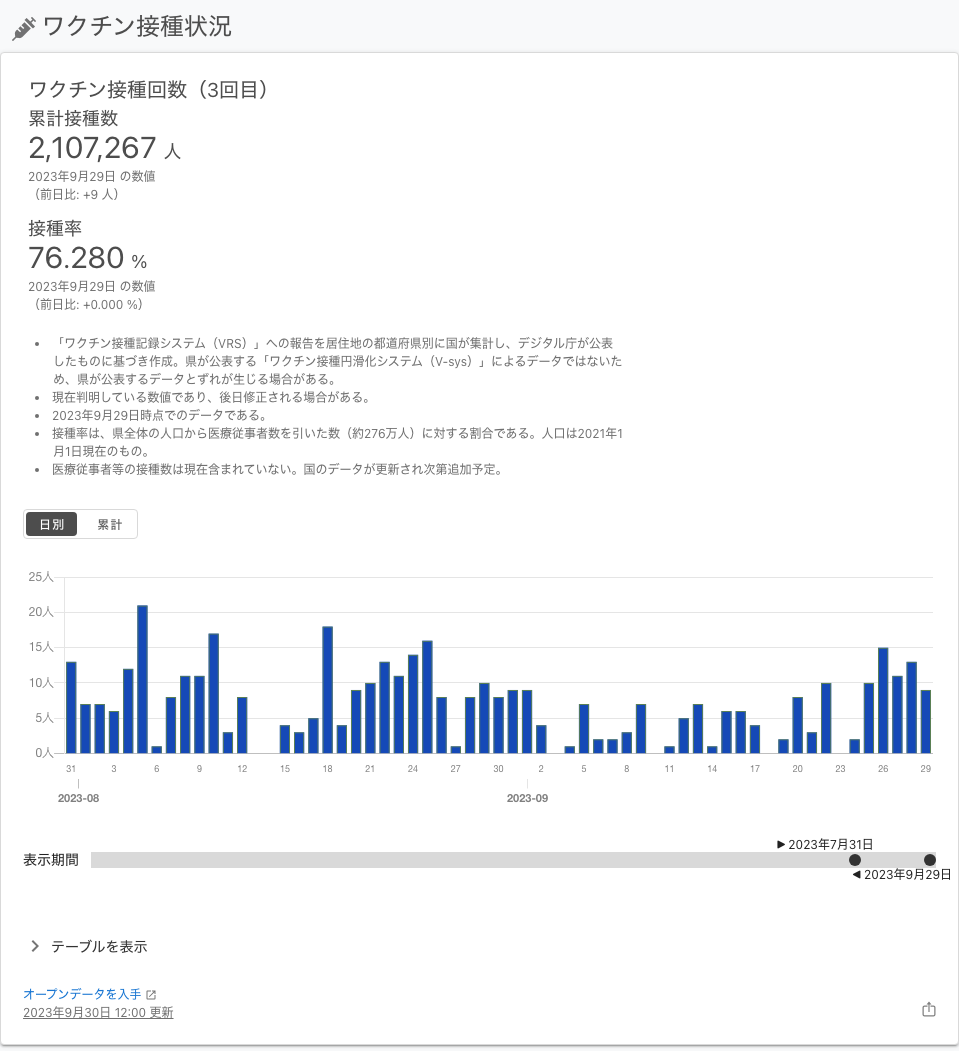 ワクチン接種状況
ワクチン接種回数（3回目）
累計接種数
2,107,267 人
2023年9月29日 の数値
（前日比: +9 人）
接種率
76.280 %
2023年9月29日 の数値
（前日比: +0.000 %）
• 「ワクチン接種記録システム（VRS）」への報告を居住地の都道府県別に国が集計し、デジタル庁が公表
したものに基づき作成。県が公表する「ワクチン接種円滑化システム（V-sys）」によるデータではないた
め、県が公表するデータとずれが生じる場合がある。
• 現在判明している数値であり、後日修正される場合がある。
• 2023年9月29日時点でのデータである。
• 接種率は、県全体の人口から医療従事者数を引いた数（約276万人）に対する割合である。人口は2021年1
月1日現在のもの。
• 医療従事者等の接種数は現在含まれていない。国のデータが更新され次第追加予定。
日別 累計
25人
20人
15人
10人
5人
0人
31 3 6 9 12 15 18 21 24 27 30 2 5 8 11 14 17 20 23 26 29
2023-08 2023-09
▶ 2023年7月31日
表示期間
◀ 2023年9月29日
テーブルを表示
オープンデータを入手
2023年9月30日 12:00 更新